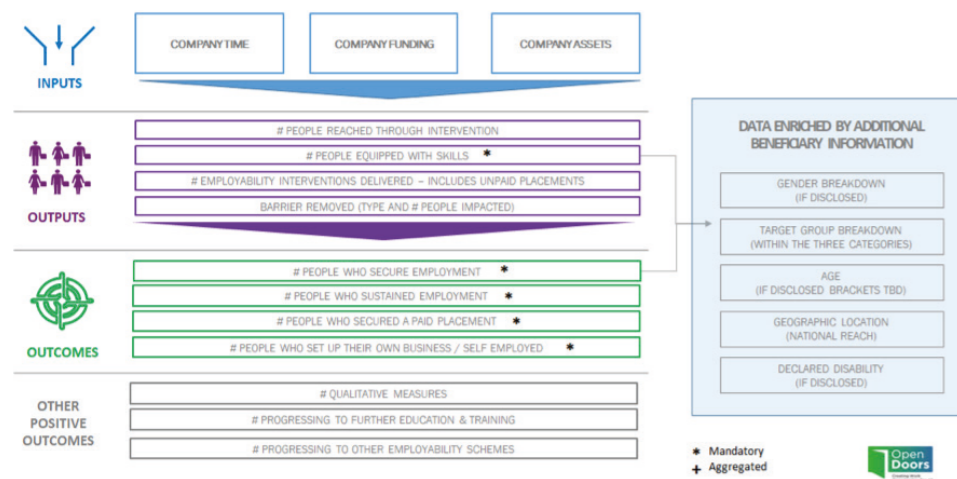 COMPANY TIME
COMPANY FUNDING
COMPANY ASSETS
INPUTS
# PEOPLE REACHED THROUGH INTERVENTION
# PEOPLE EQUIPPED WITH SKILLS *
# EMPLOYABILITY INTERVENTIONS DELIVERED – INCLUDES UNPAID PLACEMENTS
BARRIER REMOVED (TYPE AND # PEOPLE IMPACTED)
OUTPUTS
# PEOPLE WHO SECURE EMPLOYMENT *
# PEOPLE WHO SUSTAINED EMPLOYMENT *
# PEOPLE WHO SECURED A PAID PLACEMENT *
# PEOPLE WHO SET UP THEIR OWN BUSINESS / SELF EMPLOYED *
OUTCOMES
OTHER
POSITIVE
OUTCOMES
# QUALITATIVE MEASURES
# PROGRESSING TO FURTHER EDUCATION & TRAINING
# PROGRESSING TO OTHER EMPLOYABILITY SCHEMES
DATA ENRICHED BY ADDITIONAL
BENEFICIARY INFORMATION
GENDER BREAKDOWN
(IF DISCLOSED)
TARGET GROUP BREAKDOWN
(WITHIN THE THREE CATEGORIES)
AGE
(IF DISCLOSED BRACKETS TBD)
GEOGRAPHIC LOCATION
(NATIONAL REACH)
DECLARED DISABILITY
(IF DISCLOSED)
* Mandatory
+ Aggregated
Open
Doors